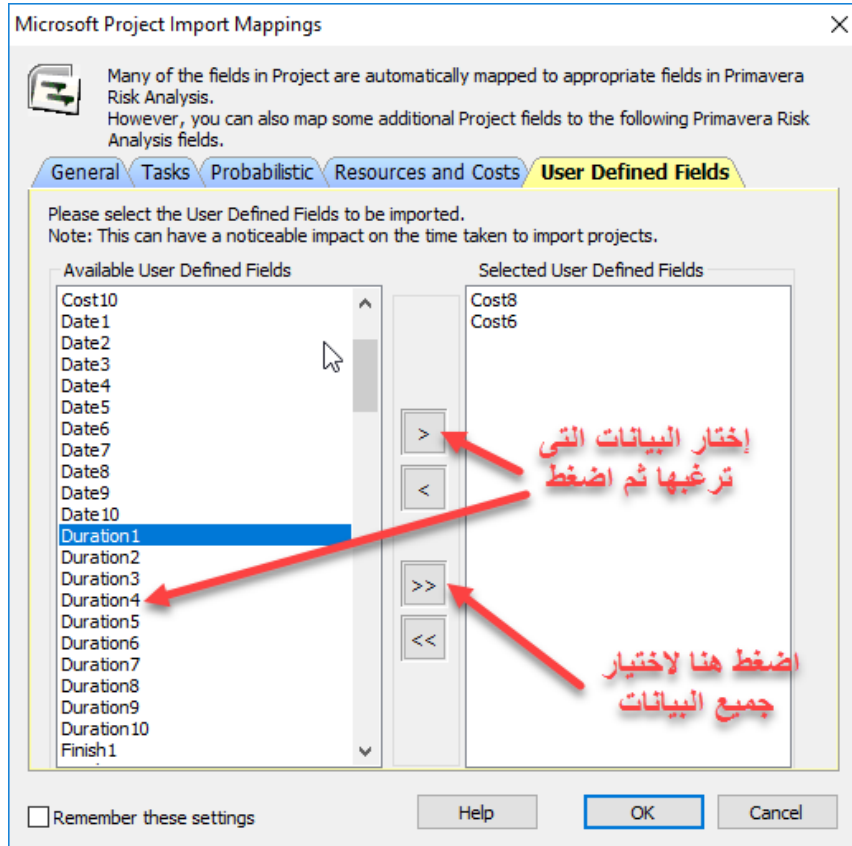 Microsoft Project Import Mappings
Many of the fields in Project are automatically mapped to appropriate fields in Primavera
Risk Analysis.
However, you can also map some additional Project fields to the following Primavera Risk
Analysis fields.
General Tasks Probabilistic Resources and Costs User Defined Fields
Please select the User Defined Fields to be imported.
Note: This can have a noticeable impact on the time taken to import projects.
Available User Defined Fields
Cost10
Date1
Date2
Date3
Date4
Date5
Date6
Date7
Date8
Date9
Date10
Duration1
Duration2
Duration3
Duration4
Duration5
Duration6
Duration7
Duration8
Duration9
Duration10
Finish1
>
<
>>
<<
Selected User Defined Fields
Cost8
Cost6
إختار البيانات التى
ترغبها ثم اضغط
اضغط هنا لاختيار
جميع البيانات
Remember these settings
Help
OK
Cancel